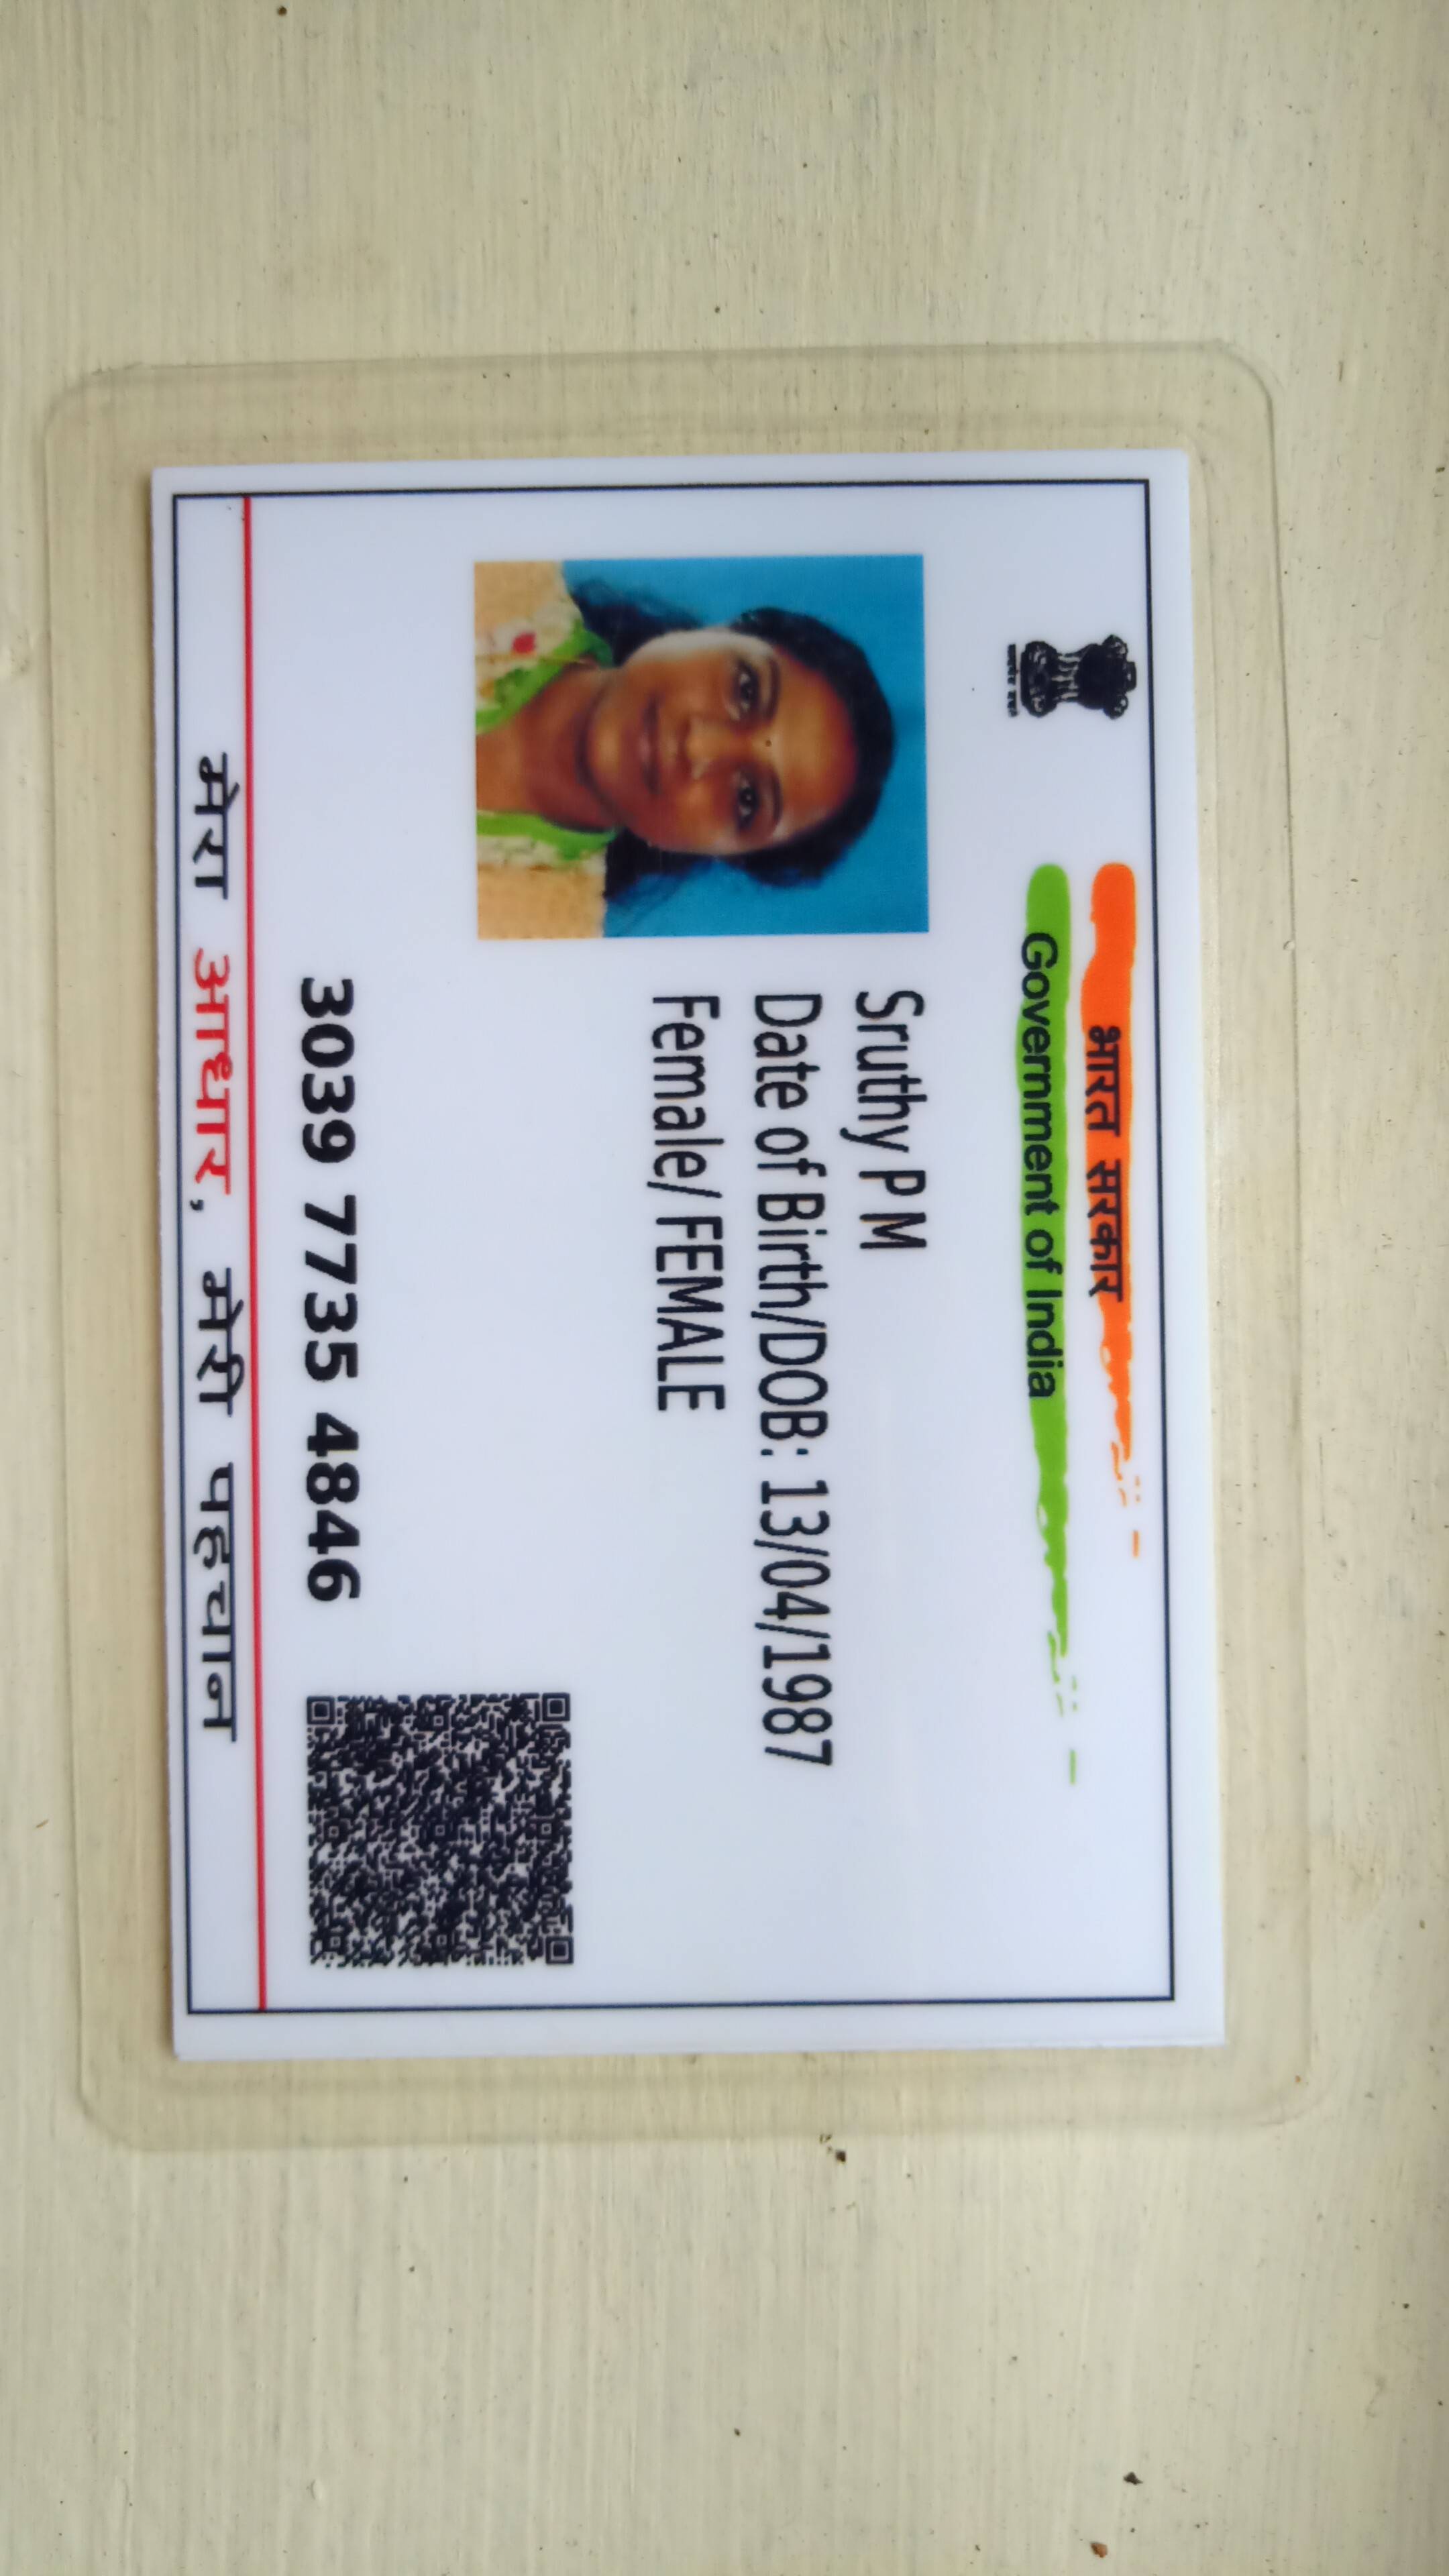 भारत सरकार
Government of India
Sruthy P M
Date of Birth/DOB: 13/04/1987
Female/ FEMALE
3039 7735 4846
मेरा आधार, मेरी पहचान